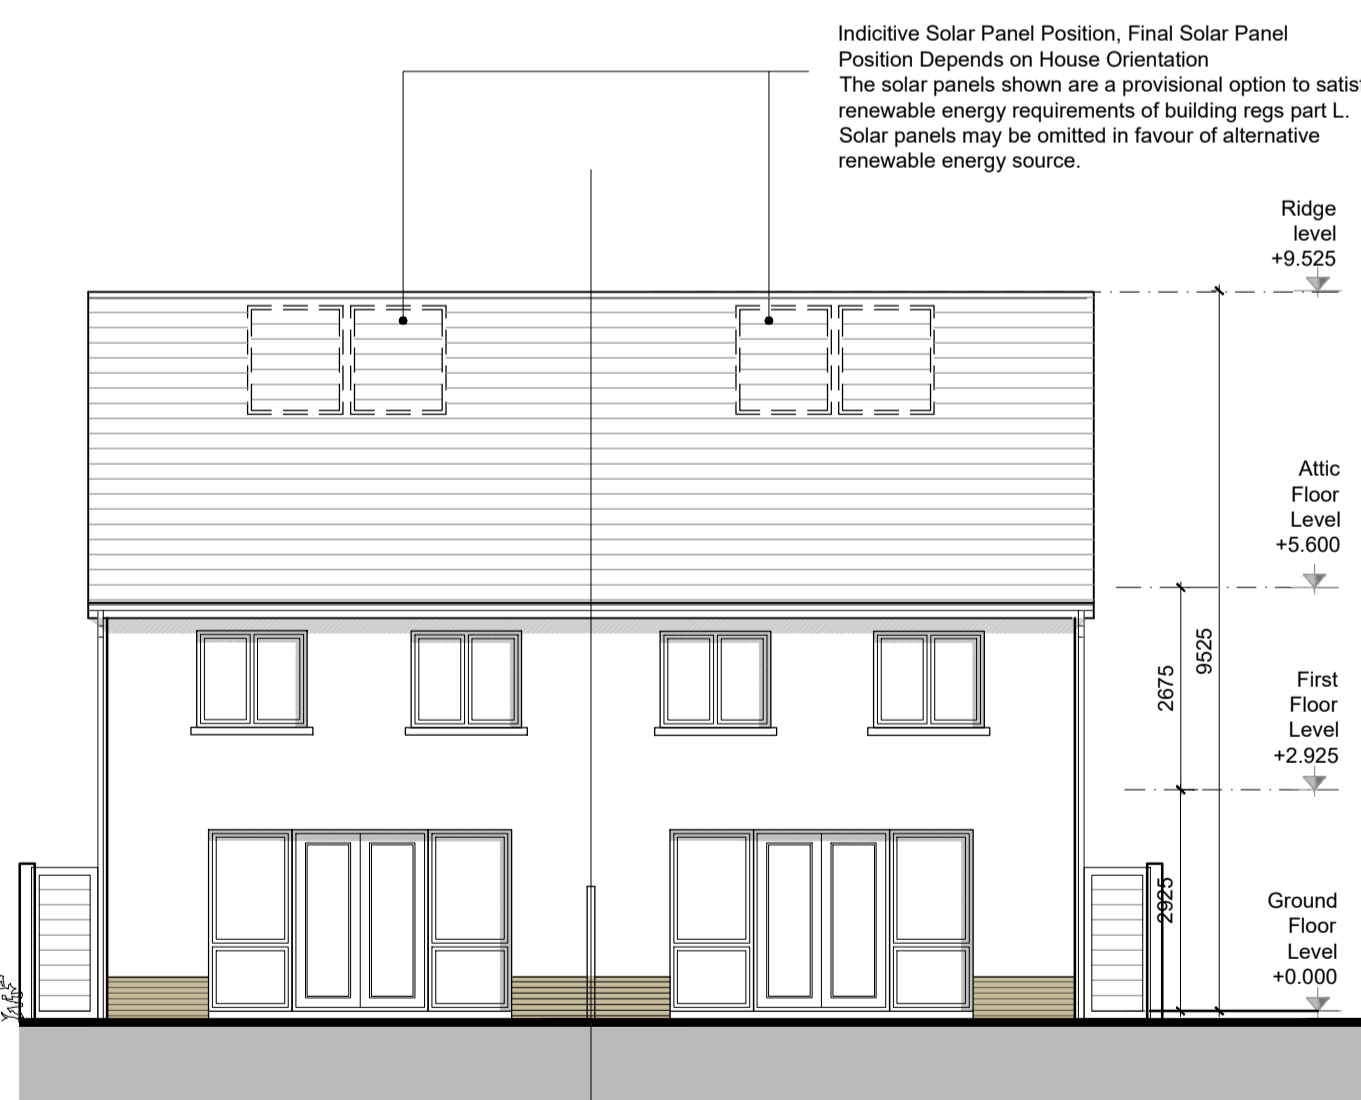 Indicitive Solar Panel Position, Final Solar Panel
Position Depends on House Orientation
The solar panels shown are a provisional option to satis
renewable energy requirements of building regs part L.
Solar panels may be omitted in favour of alternative
renewable energy source.
Ridge
level
+9.525
Attic
Floor
Level
+5.600
9525
2675
First
Floor
Level
+2.925
2925
Ground
Floor
Level
+0.000